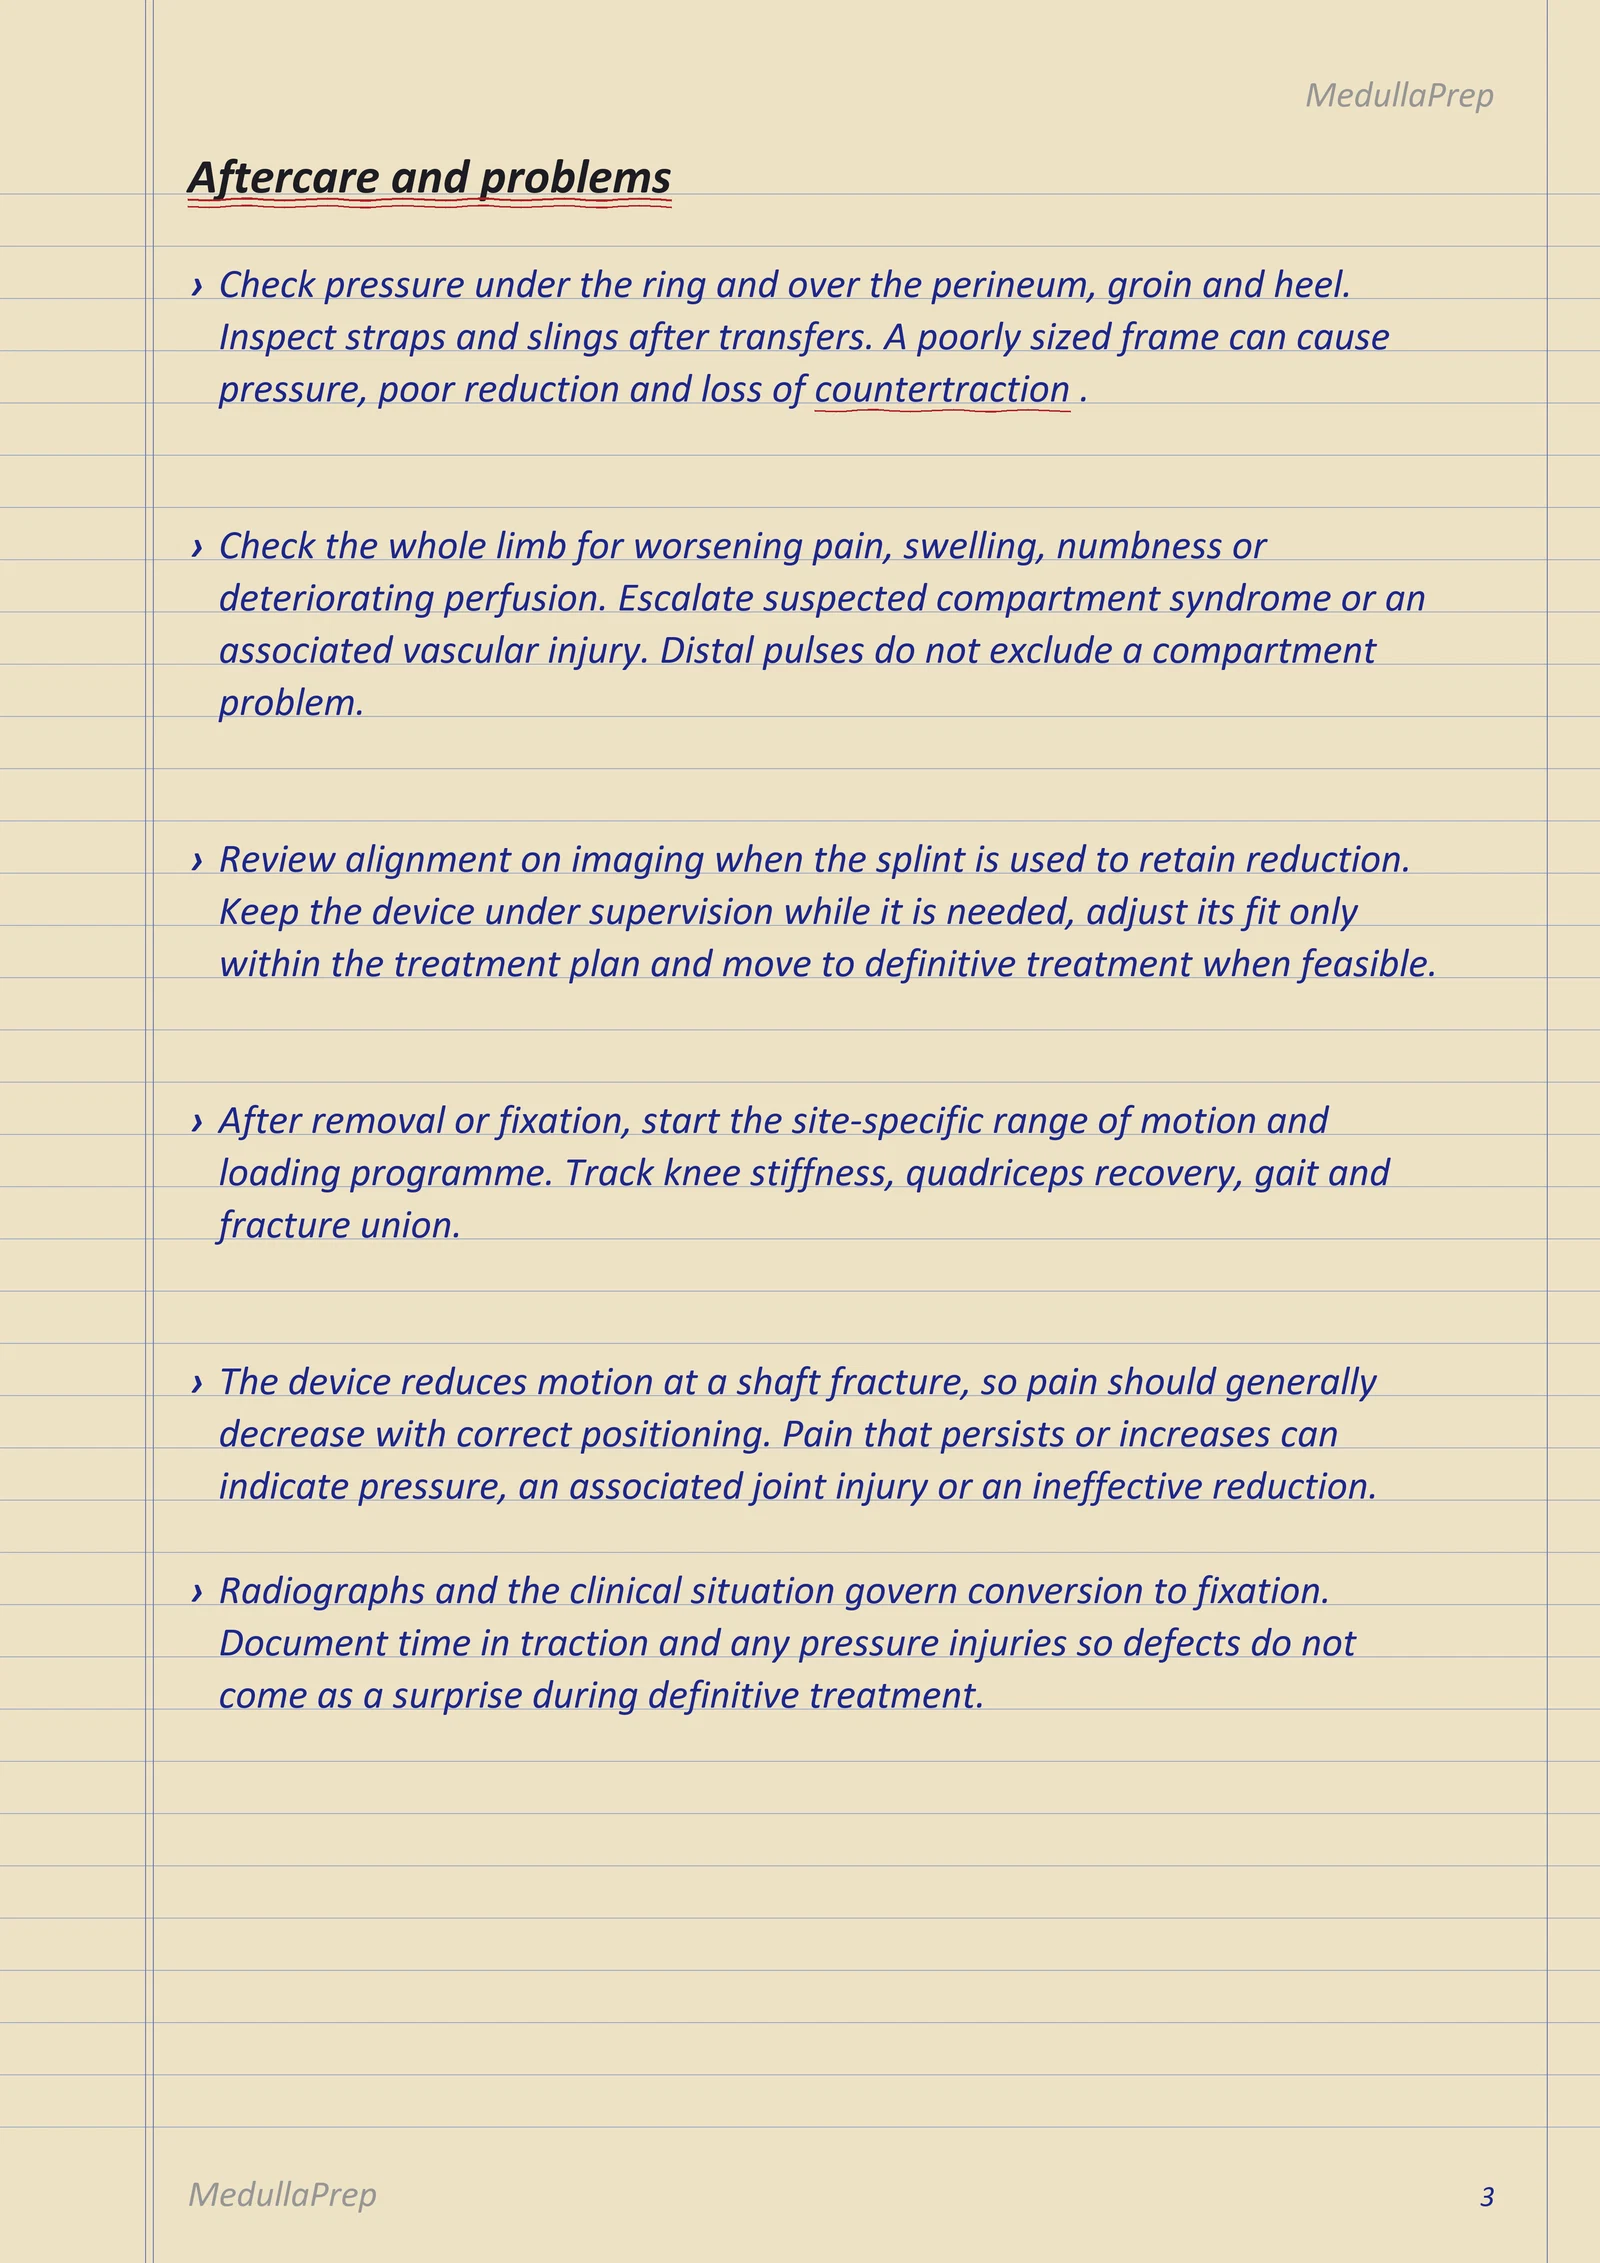 MedullaPrep
Aftercare and problems
› Check pressure under the ring and over the perineum, groin and heel.
Inspect straps and slings after transfers. A poorly sized frame can cause
pressure, poor reduction and loss of countertraction .
› Check the whole limb for worsening pain, swelling, numbness or
deteriorating perfusion. Escalate suspected compartment syndrome or an
associated vascular injury. Distal pulses do not exclude a compartment
problem.
› Review alignment on imaging when the splint is used to retain reduction.
Keep the device under supervision while it is needed, adjust its fit only
within the treatment plan and move to definitive treatment when feasible.
› After removal or fixation, start the site-specific range of motion and
loading programme. Track knee stiffness, quadriceps recovery, gait and
fracture union.
› The device reduces motion at a shaft fracture, so pain should generally
decrease with correct positioning. Pain that persists or increases can
indicate pressure, an associated joint injury or an ineffective reduction.
› Radiographs and the clinical situation govern conversion to fixation.
Document time in traction and any pressure injuries so defects do not
come as a surprise during definitive treatment.
MedullaPrep
3